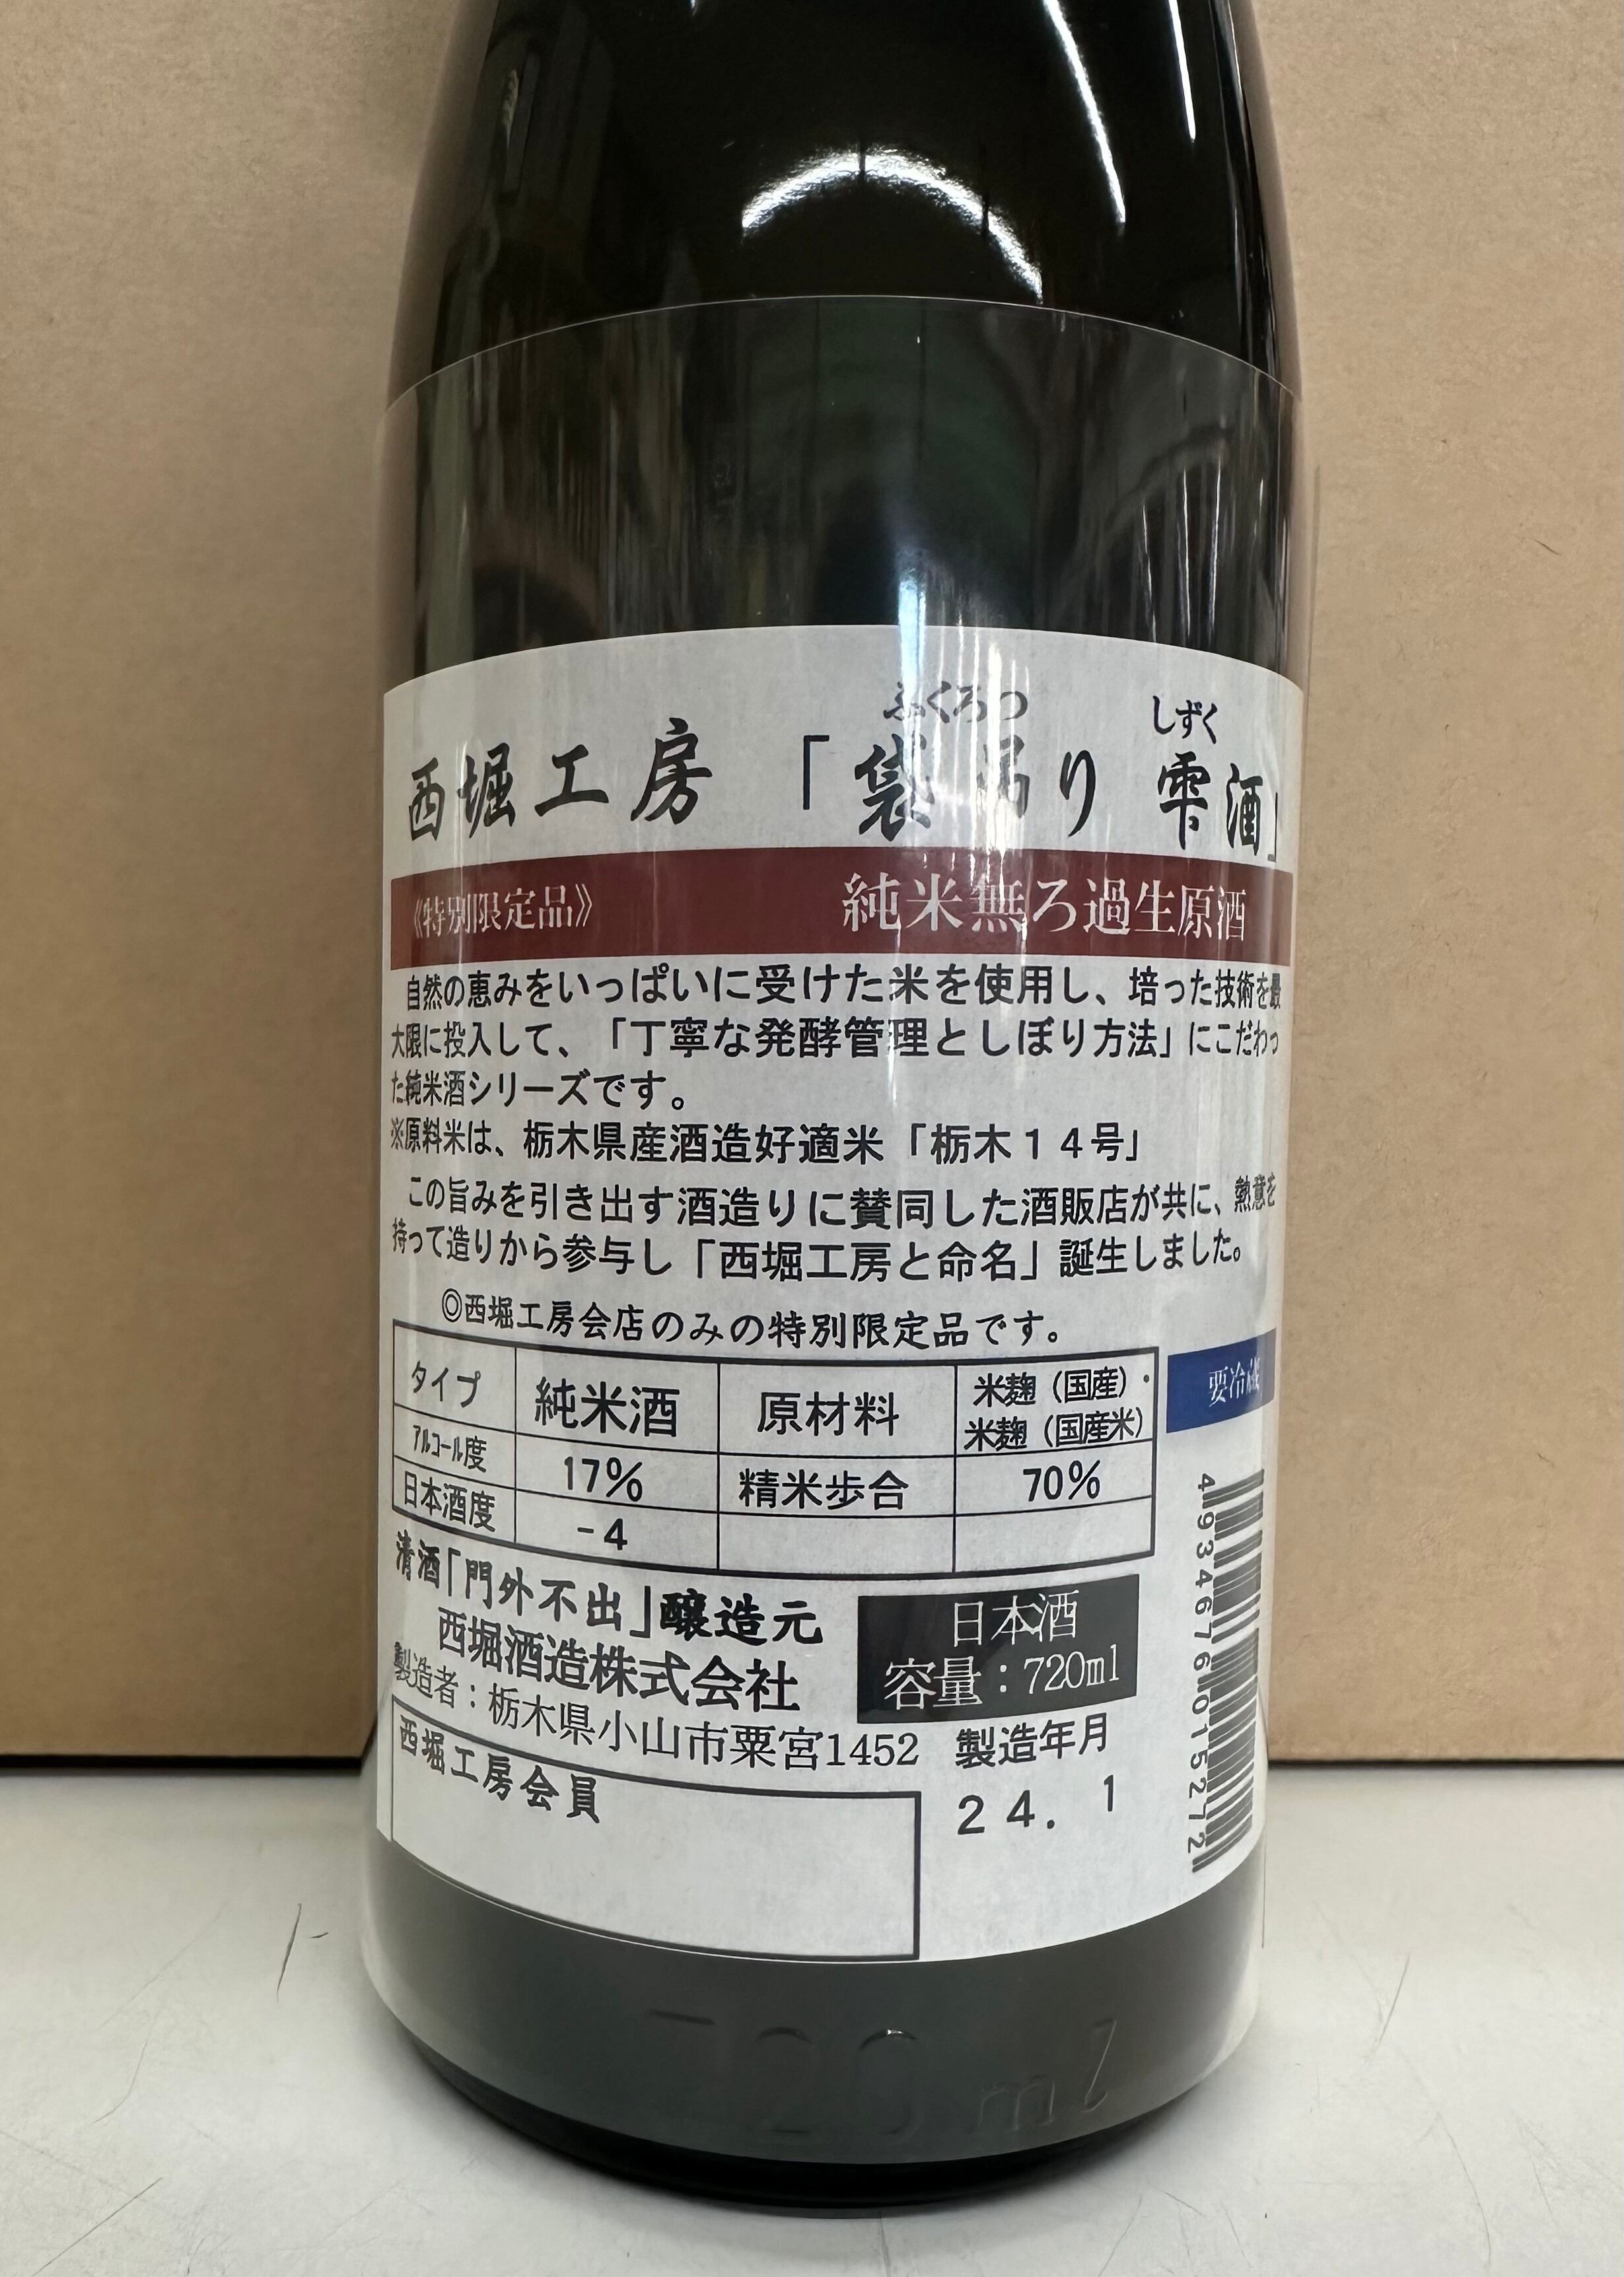 ふくろつ しずく
西堀工房 「袋吊り 雫酒」
《特別限定品》 純米無ろ過生原酒
自然の恵みをいっぱいに受けた米を使用し、培った技術を最
大限に投入して、「丁寧な発酵管理としぼり方法」にこだわっ
た純米酒シリーズです。
※原料米は、栃木県産酒造好適米「栃木14号」
この旨みを引き出す酒造りに賛同した酒販店が共に、熱意を
持って造りから参与し「西堀工房と命名」誕生しました。
◎西堀工房会店のみの特別限定品です。
タイプ 純米酒 原材料 米麹（国産）・
米麹（国産米）
アルコール度 17% 精米歩合 70%
日本酒度 -4
要冷蔵
清酒「門外不出」醸造元
西堀酒造株式会社
製造者：栃木県小山市粟宮1452
日本酒
容量：720ml
製造年月
24. 1
西堀工房会員
4934676015272
720ml